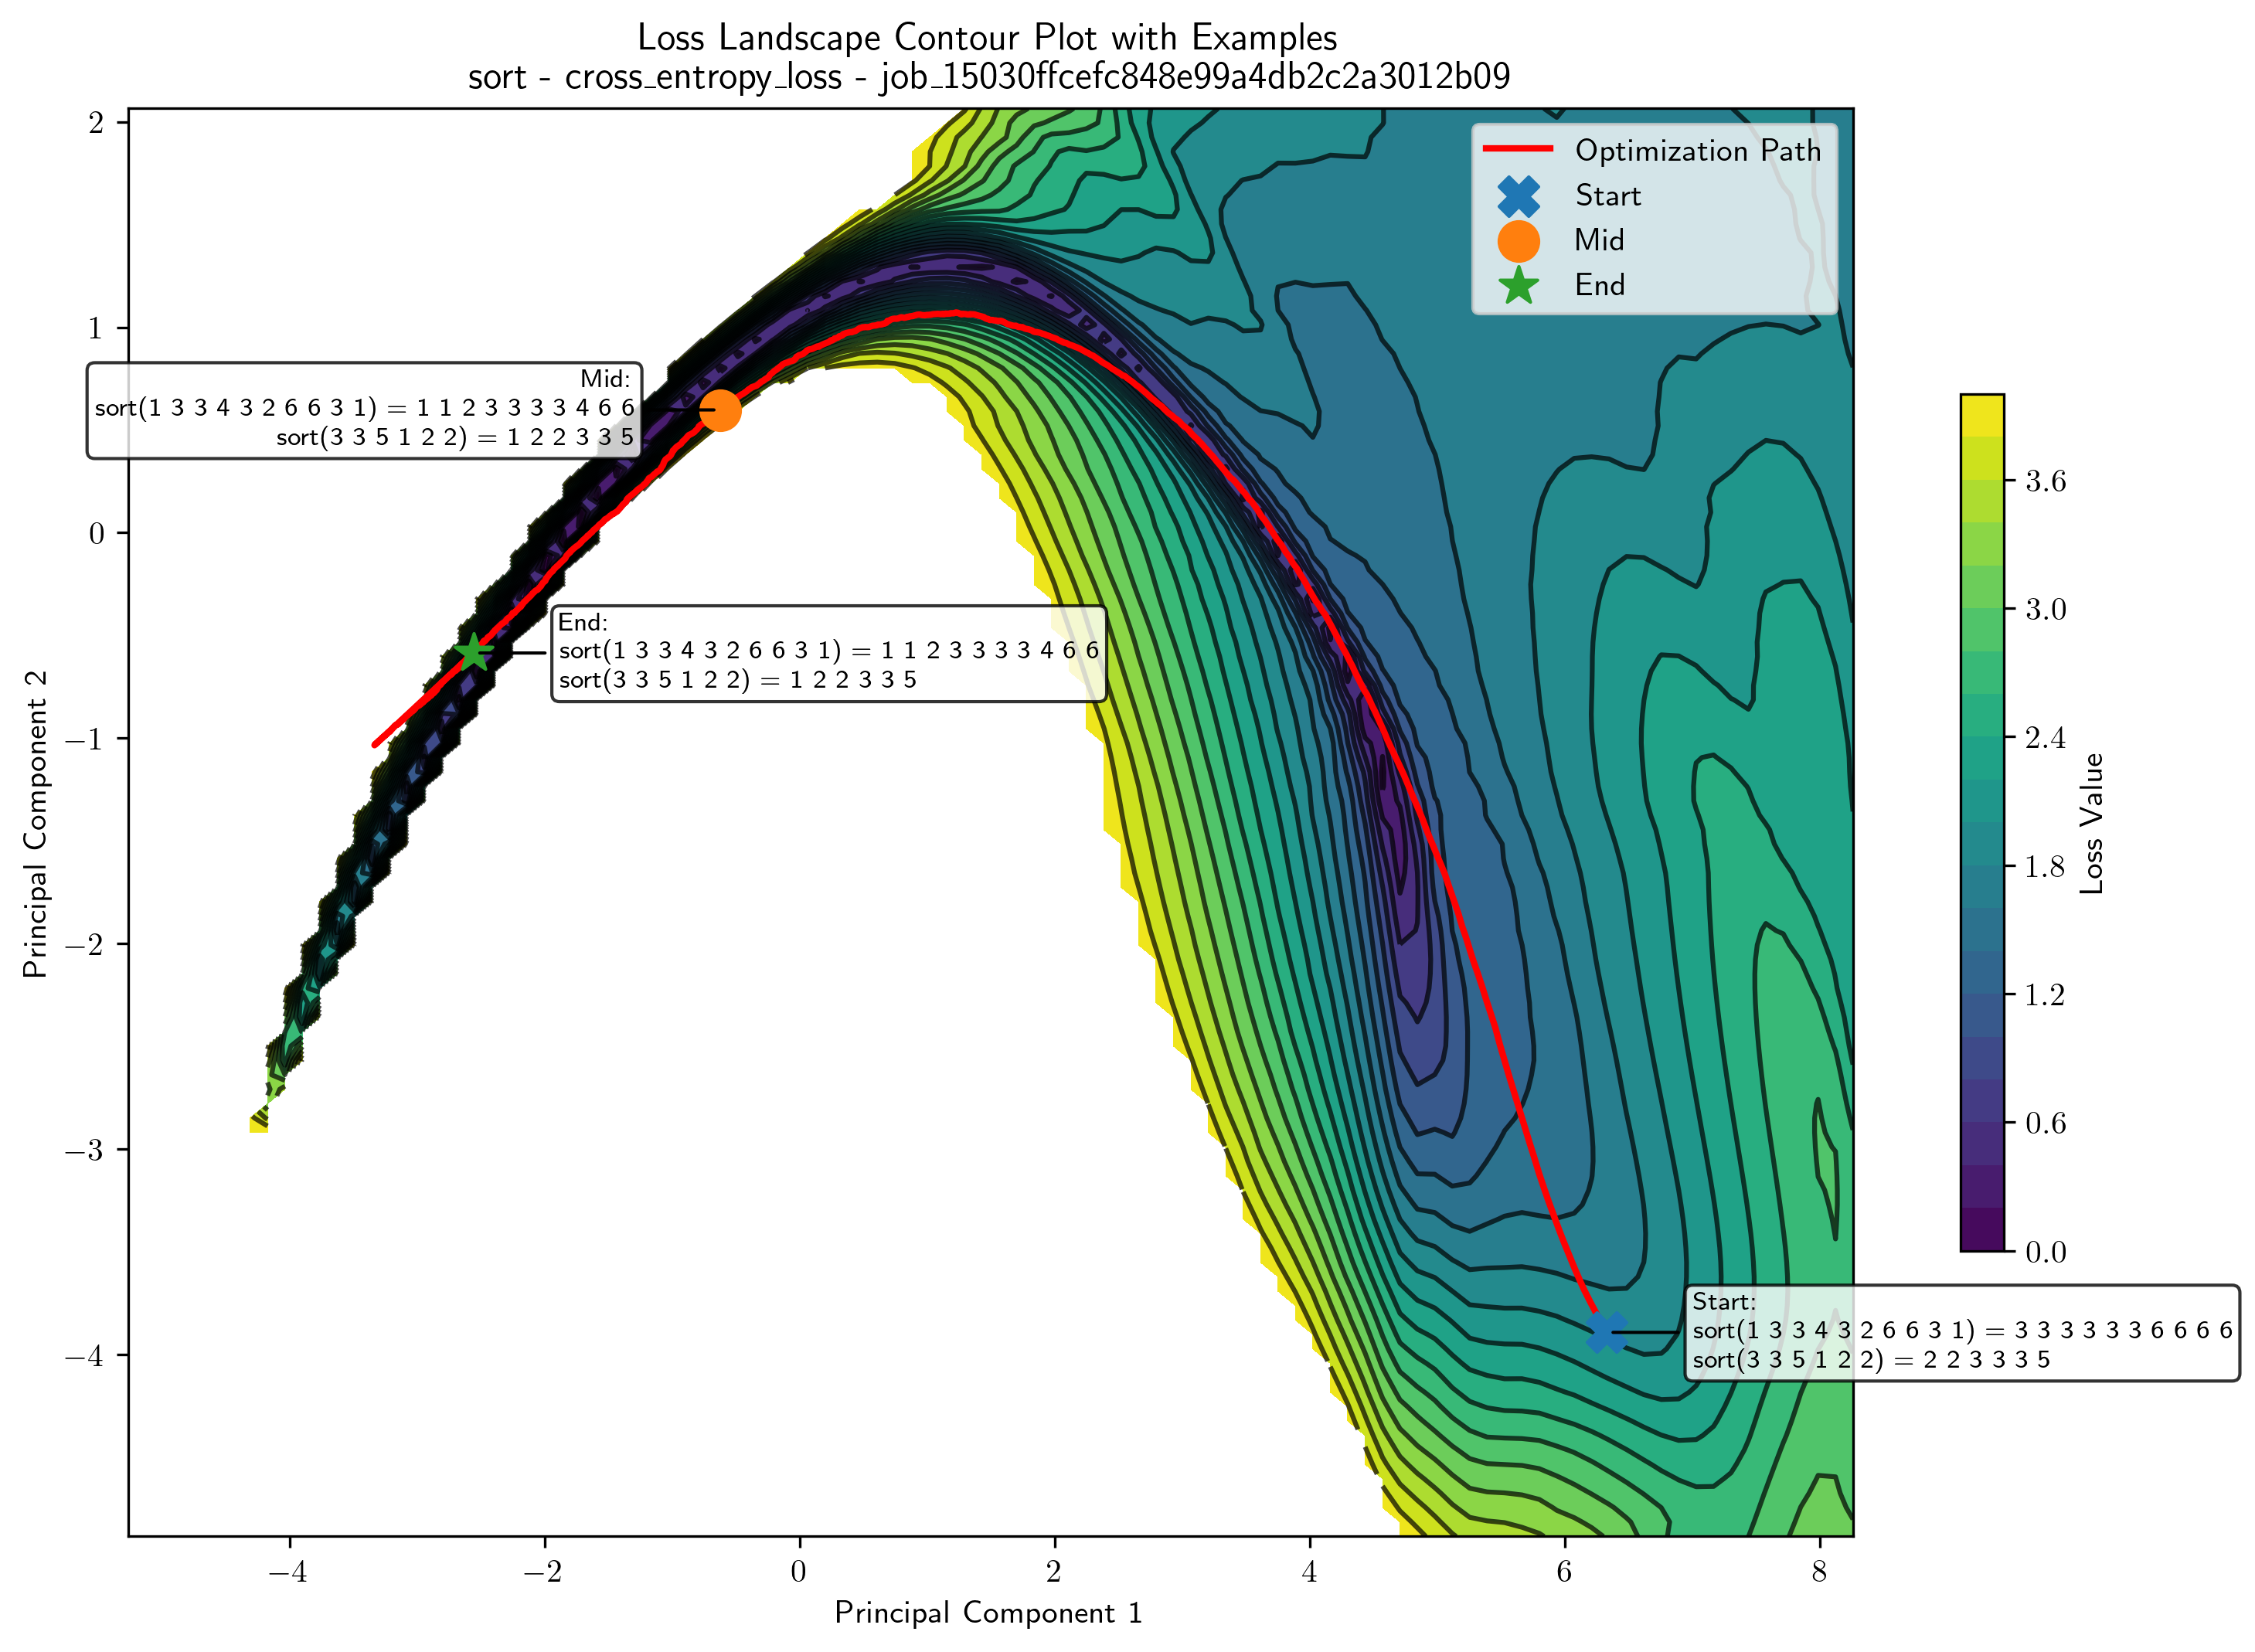 Loss Landscape Contour Plot with Examples
sort - cross_entropy_loss - job_15030ffcefc848e99a4db2c2a3012b09
Optimization Path
Start
Mid
End
Mid:
sort(1 3 3 4 3 2 6 6 3 1) = 1 1 2 3 3 3 3 4 6 6
sort(3 3 5 1 2 2) = 1 2 2 3 3 5
End:
sort(1 3 3 4 3 2 6 6 3 1) = 1 1 2 3 3 3 3 4 6 6
sort(3 3 5 1 2 2) = 1 2 2 3 3 5
Start:
sort(1 3 3 4 3 2 6 6 3 1) = 3 3 3 3 3 3 6 6 6 6
sort(3 3 5 1 2 2) = 2 2 3 3 3 5
2
1
0
−1
−2
−3
−4
Principal Component 2
−4
−2
0
2
4
6
8
Principal Component 1
3.6
3.0
2.4
1.8
1.2
0.6
0.0
Loss Value